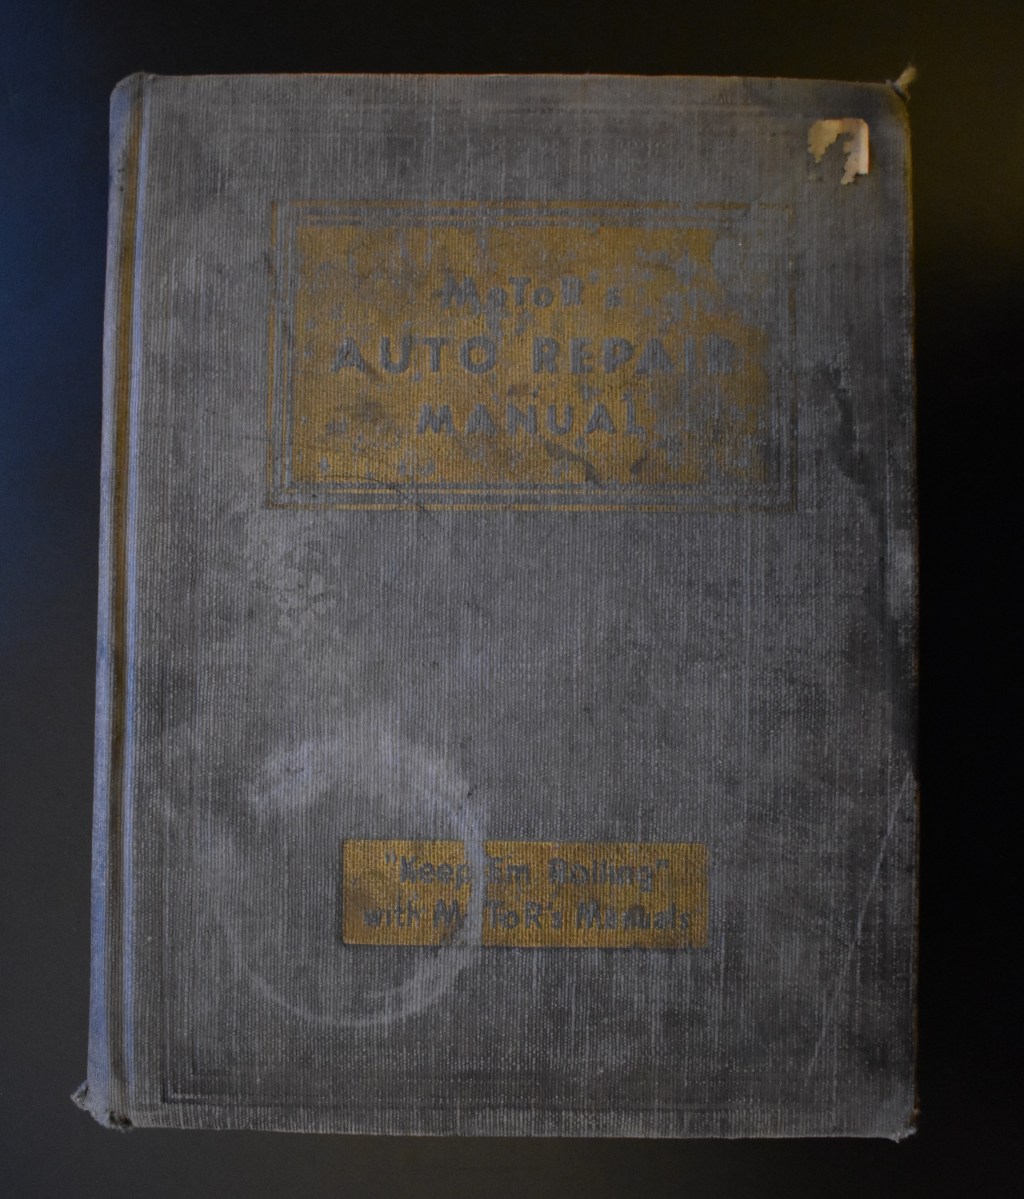 MoToR's
AUTO REPAIR
MANUAL
"Keep 'Em Rolling"
with MoToR's Manuals